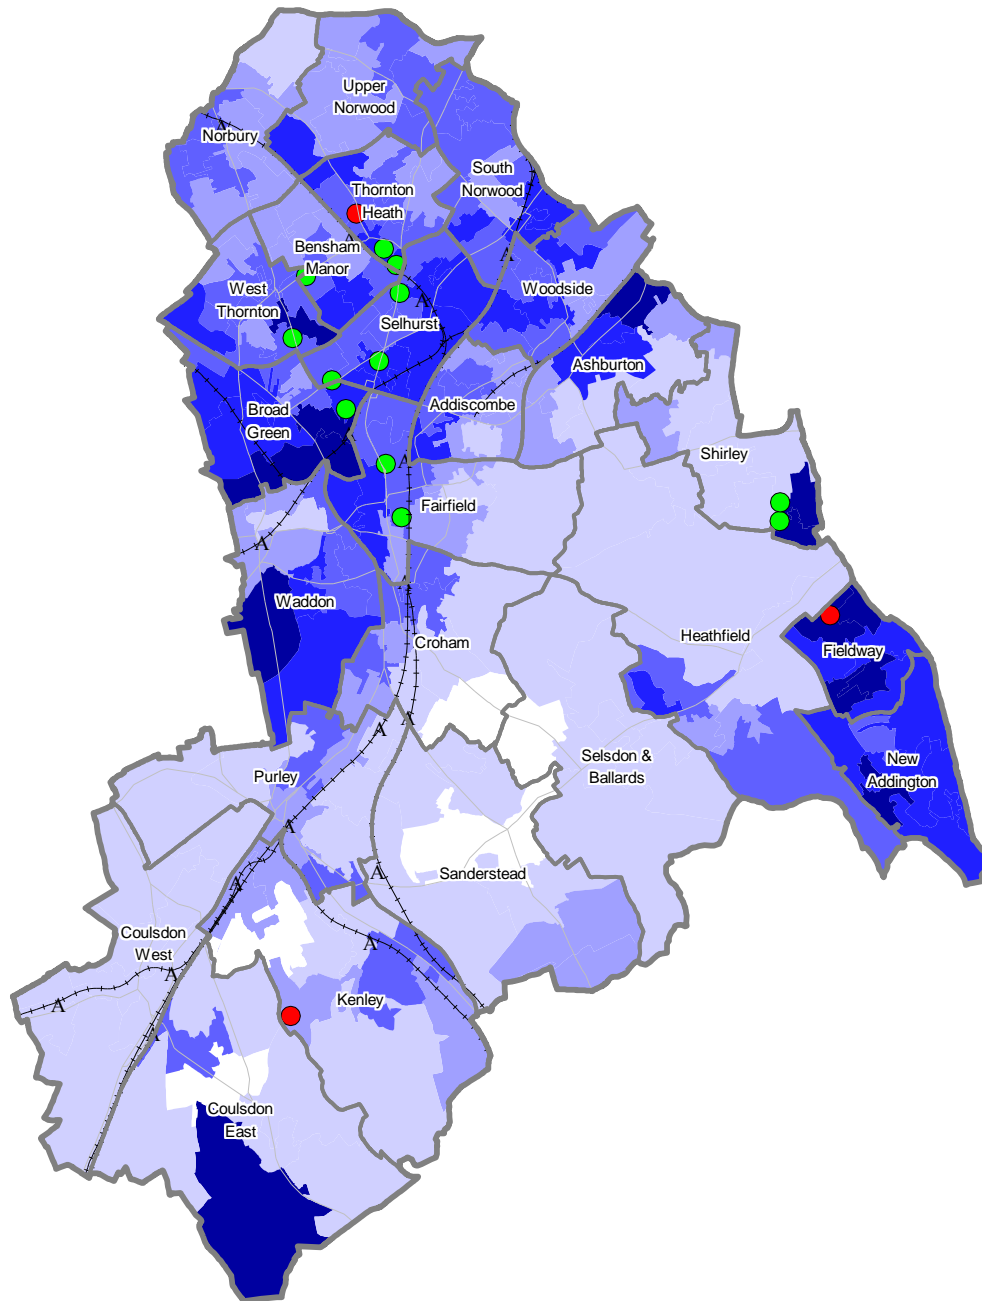 Upper
Norwood
A
Norbury
South
Norwood
Thornton
Heath
A
Bensham
Manor
A
West
Thornton
Woodside
A
Selhurst
Ashburton
Addiscombe
Broad
Green
A
Shirley
A
Fairfield
A
A
Waddon
Heathfield
Croham
Fieldway
A
A
Selsdon &
Ballards
New
Addington
Purley
A
A
Sanderstead
A
Coulsdon
West
A
A
Kenley
A
A
Coulsdon
East